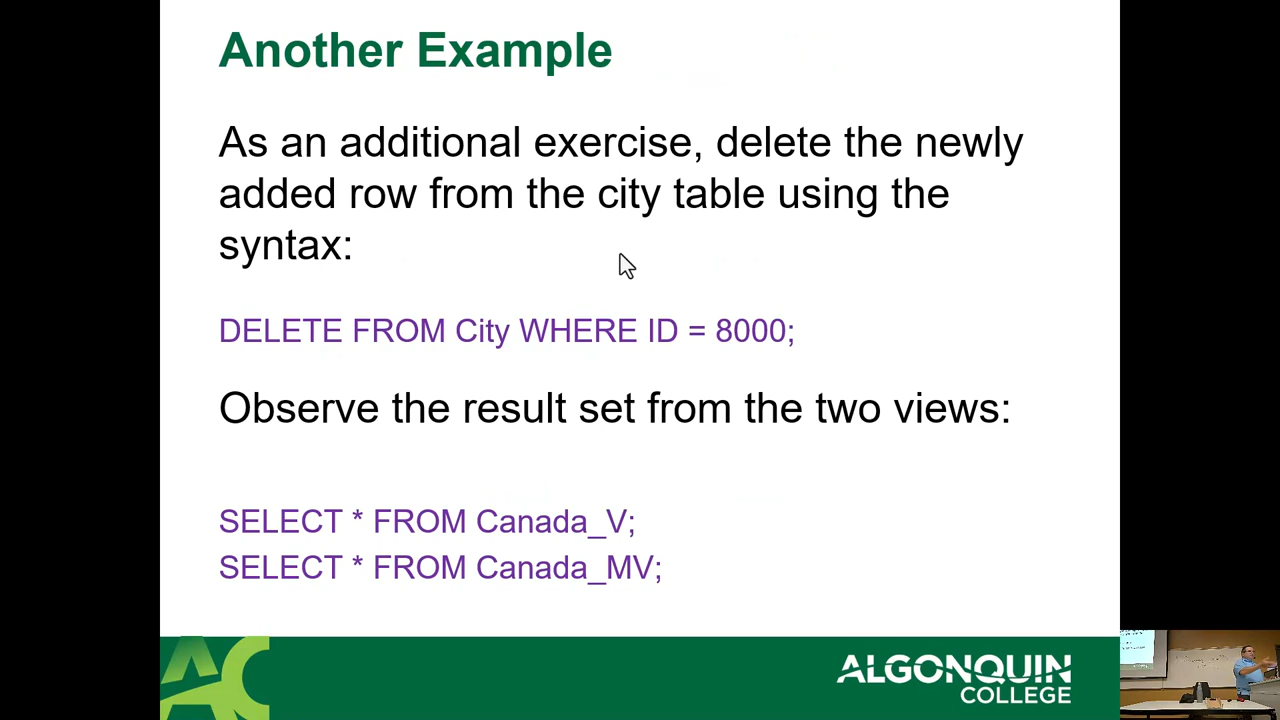 Another Example
As an additional exercise, delete the newly
added row from the city table using the
syntax:
DELETE FROM City WHERE ID = 8000;
Observe the result set from the two views:
SELECT * FROM Canada_V;
SELECT * FROM Canada_MV;
AC
ALGONQUIN
COLLEGE